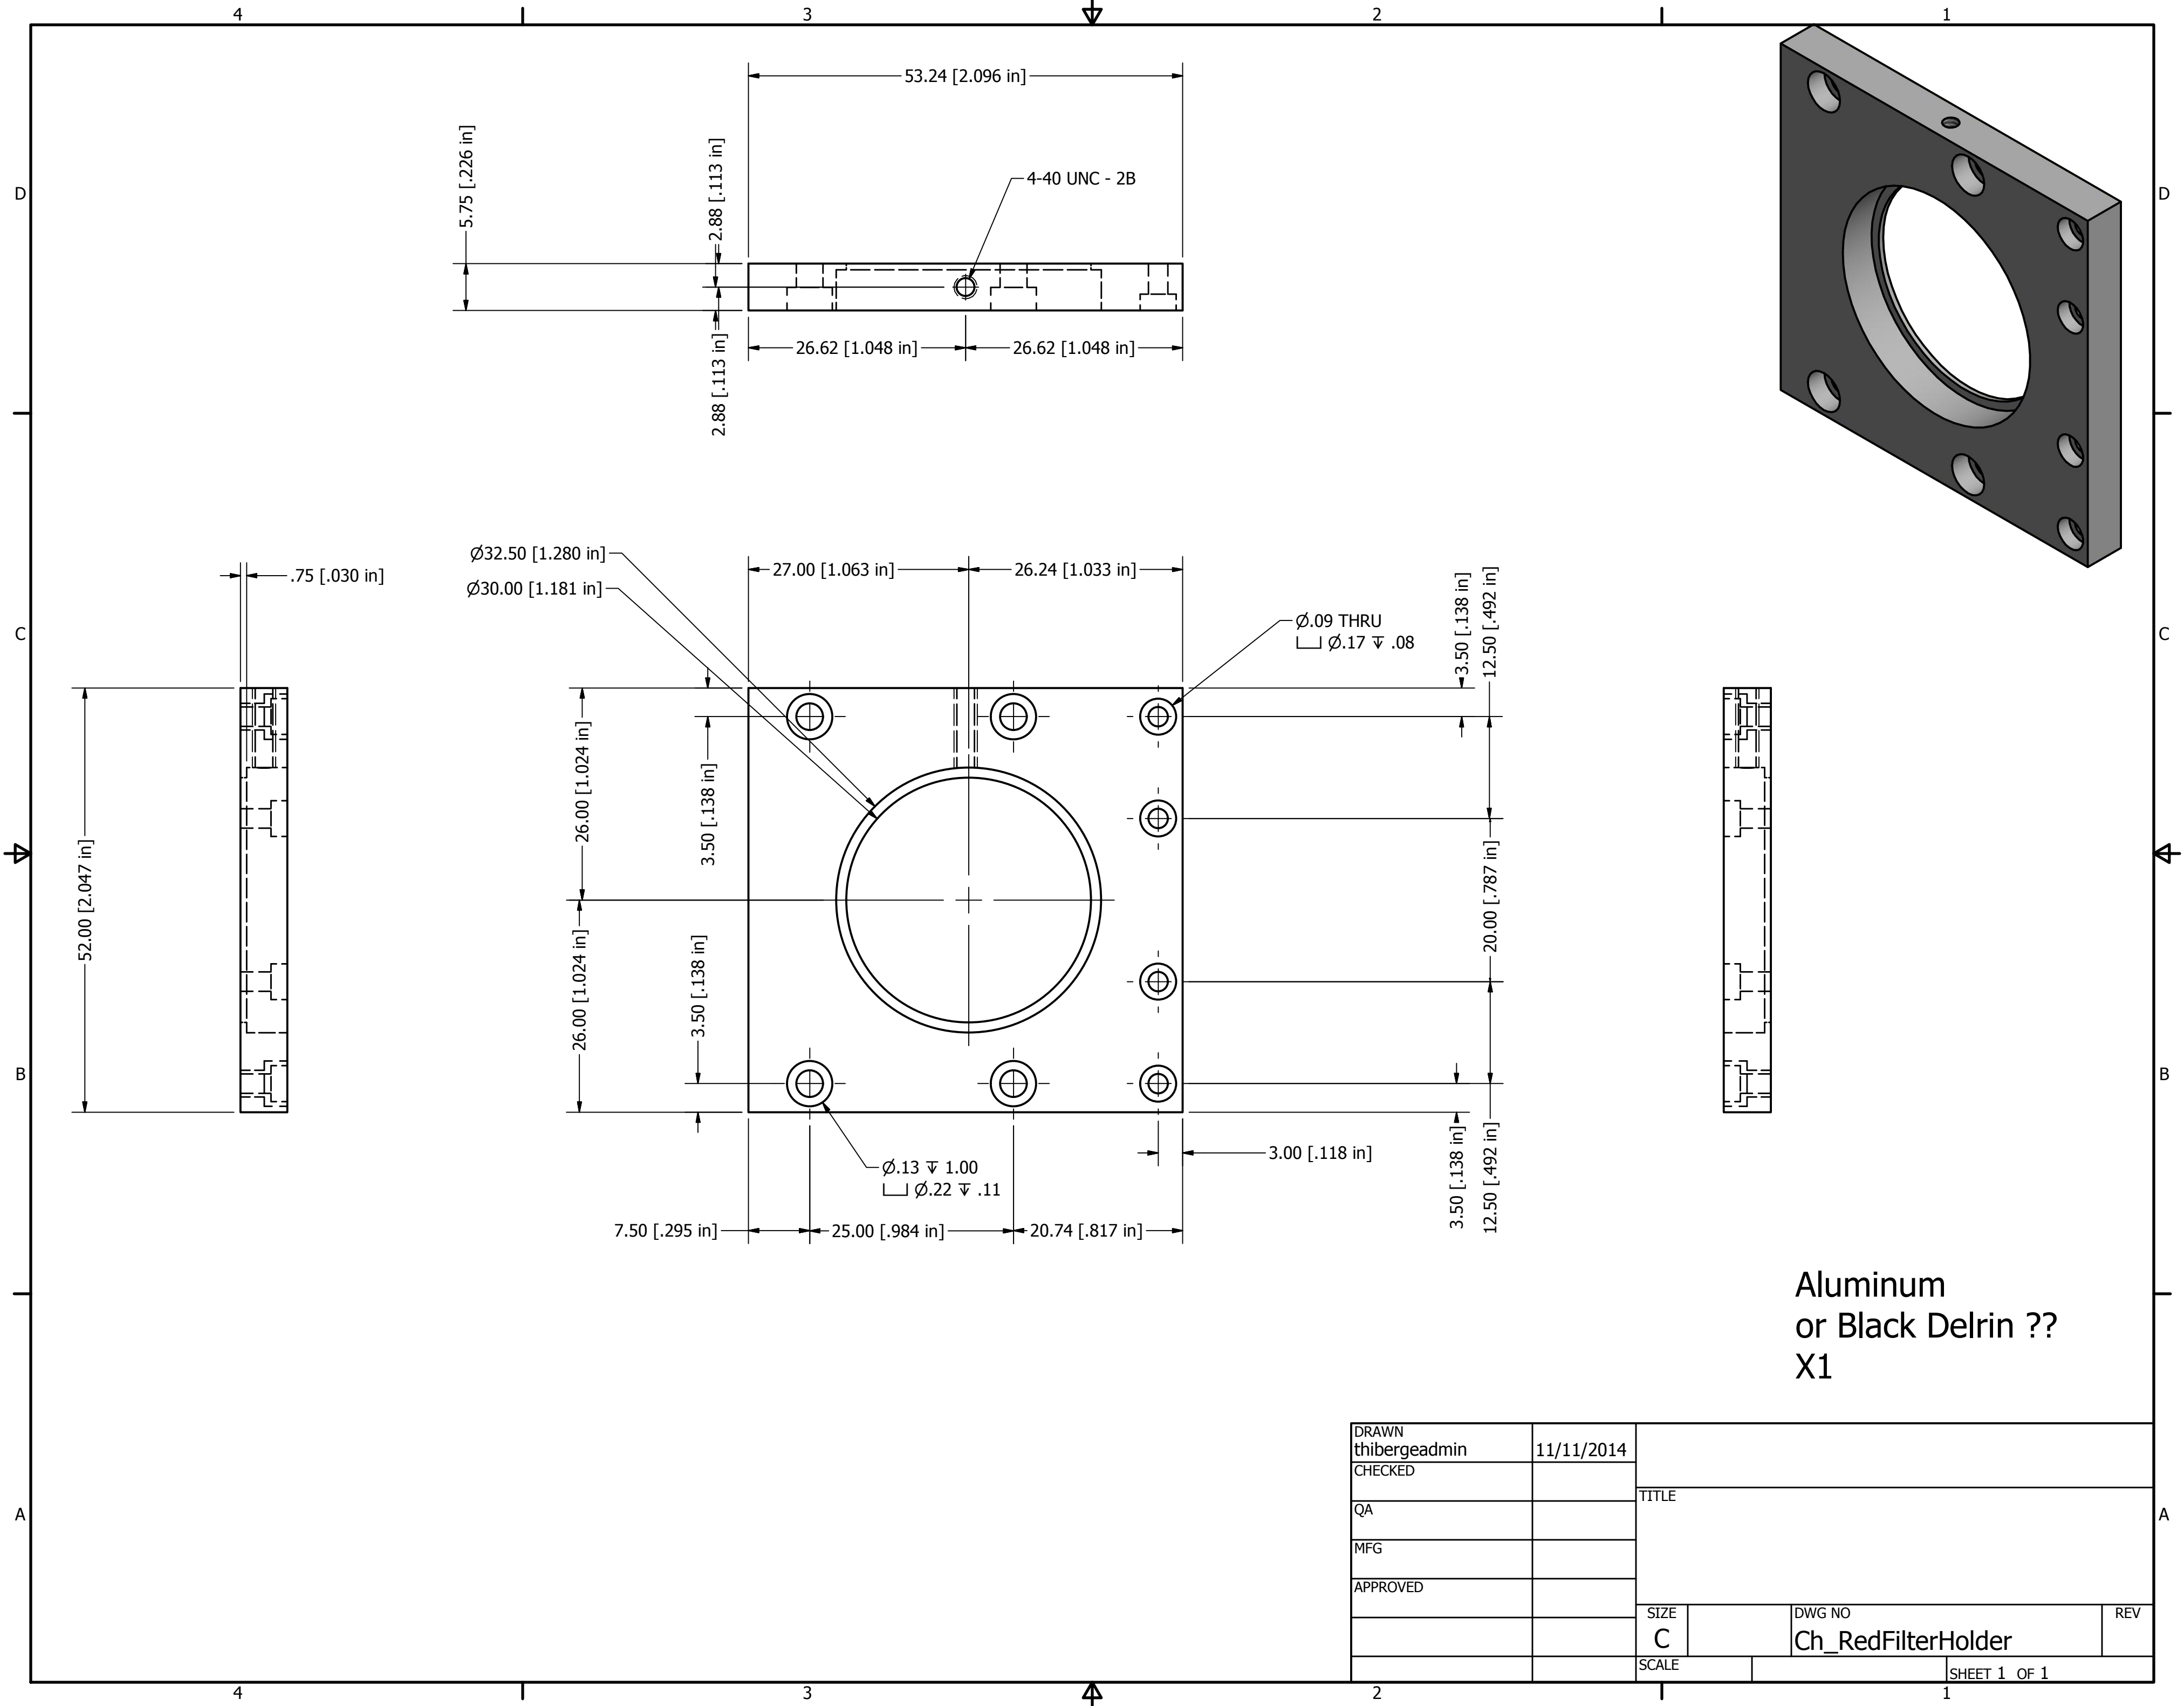 4 3 2 1
53.24 [2.096 in]
5.75 [.226 in]
2.88 [.113 in]
4-40 UNC - 2B
D D
26.62 [1.048 in] 26.62 [1.048 in]
2.88 [.113 in]
Ø32.50 [1.280 in]
Ø30.00 [1.181 in]
.75 [.030 in]
27.00 [1.063 in] 26.24 [1.033 in]
3.50 [.138 in]
12.50 [.492 in]
Ø.09 THRU
⌴ Ø.17 ↧ .08
C C
26.00 [1.024 in]
3.50 [.138 in]
52.00 [2.047 in]
20.00 [.787 in]
26.00 [1.024 in]
3.50 [.138 in]
B B
3.00 [.118 in]
3.50 [.138 in]
12.50 [.492 in]
Ø.13 ↧ 1.00
⌴ Ø.22 ↧ .11
7.50 [.295 in] 25.00 [.984 in] 20.74 [.817 in]
Aluminum
or Black Delrin ??
X1
A A
DRAWN
thibergeadmin 11/11/2014
CHECKED
QA
MFG
APPROVED
TITLE
SIZE
C
DWG NO
Ch_RedFilterHolder
REV
SCALE
SHEET 1 OF 1
4 3 2 1